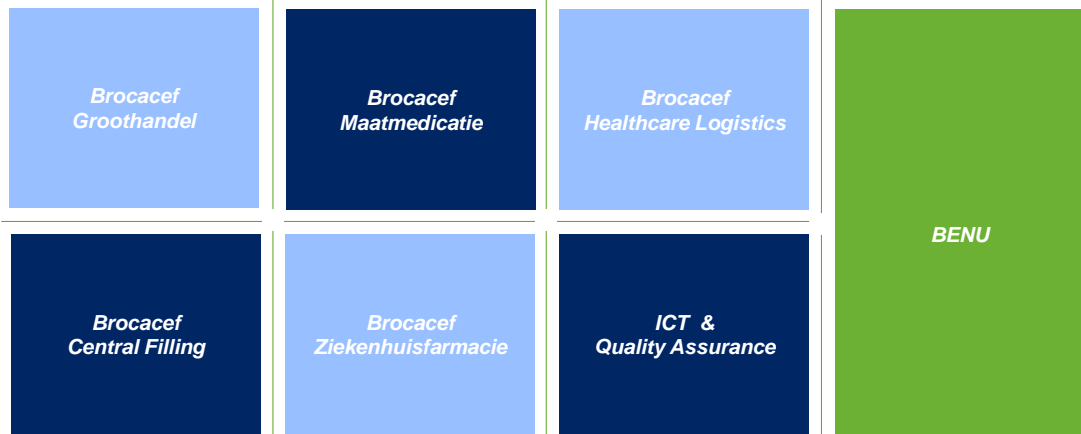 Brocacef
Groothandel
Brocacef
Maatmedicatie
Brocacef
Healthcare Logistics
BENU
Brocacef
Central Filling
Brocacef
Ziekenhuisfarmacie
ICT &
Quality Assurance